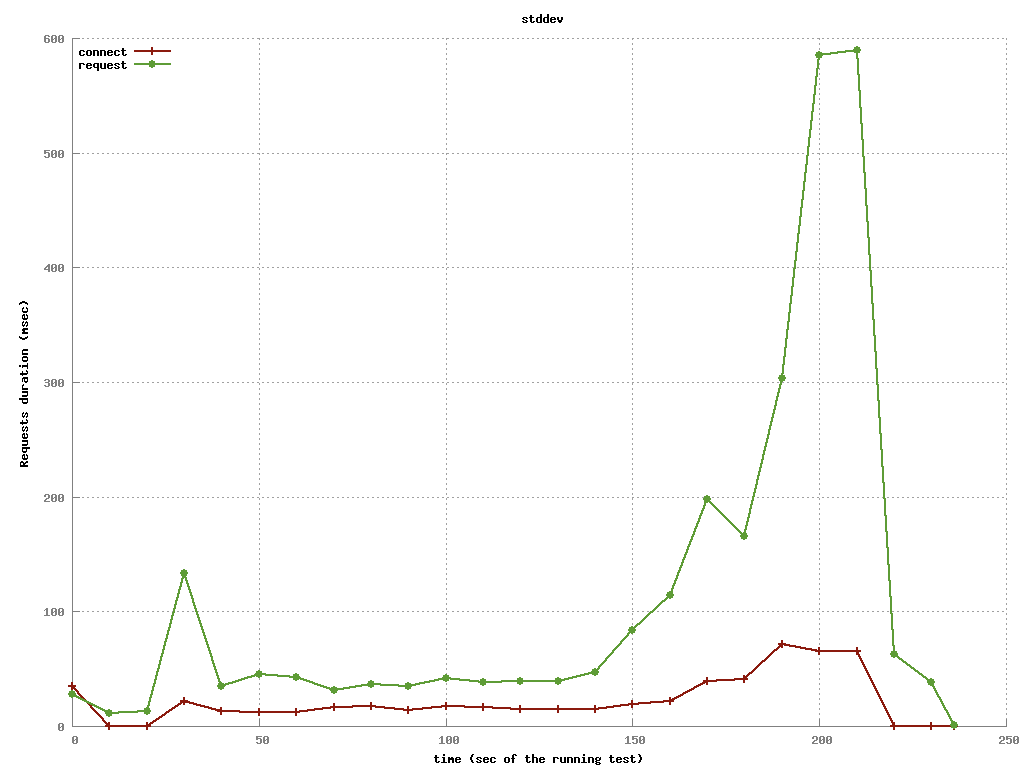 stddev
connect
request
600
500
400
300
200
100
0
Requests duration (msec)
0 50 100 150 200 250
time (sec of the running test)